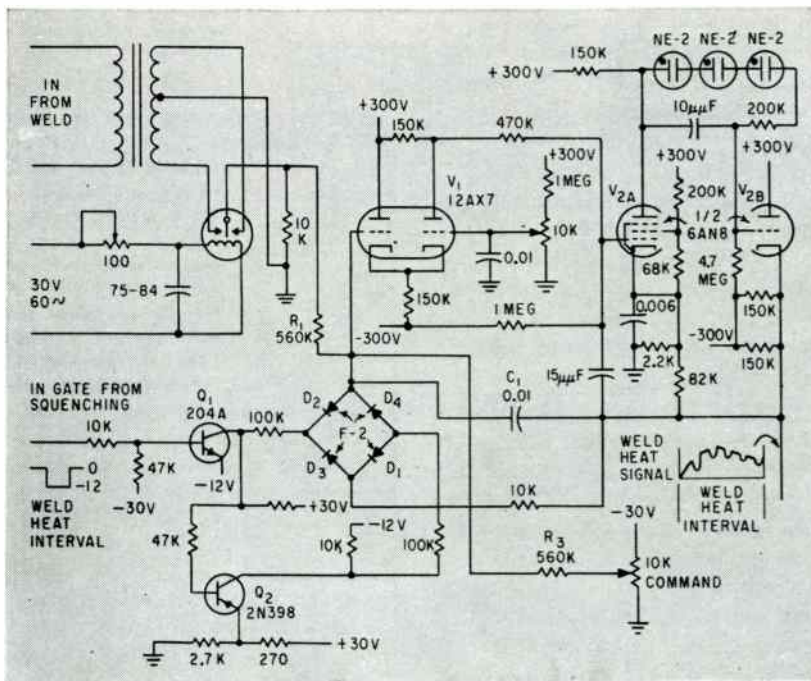 IN
FROM
WELD
30V
60~
100
75-84
10
K
R₁
560K
+300V
150K
470K
V₁
12AX7
0.01
+300V
1 MEG
10K
150K
-300V
1 MEG
15μμF
C₁
0.01
150K
+300V
NE-2
NE-2
NE-2
10μμF
200K
+300V
V₂A
+300V
200K
V₂B
1/2
6AN8
68K
4.7
MEG
0.006
150K
-300V
2.2K
150K
82K
IN GATE FROM
SQUENCHING
Q₁
204A
10K
0
-12
47K
-30V
-12V
WELD
HEAT
INTERVAL
100K
D₂
D₄
F-2
D₃
D₁
+30V
-12V
10K
100K
47K
Q₂
2N398
2.7K
270
+30V
10K
R₃
560K
-30V
10K
COMMAND
WELD
HEAT
SIGNAL
WELD
HEAT
INTERVAL